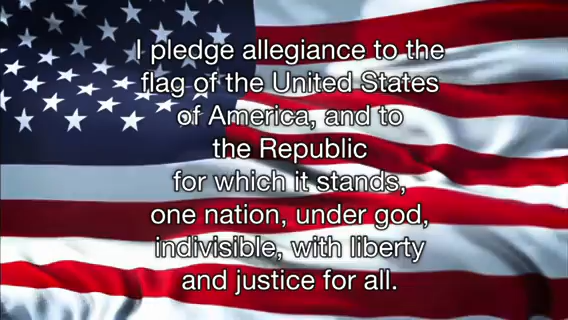 I pledge allegiance to the
flag of the United States
of America, and to
the Republic
for which it stands,
one nation, under god,
indivisible, with liberty
and justice for all.